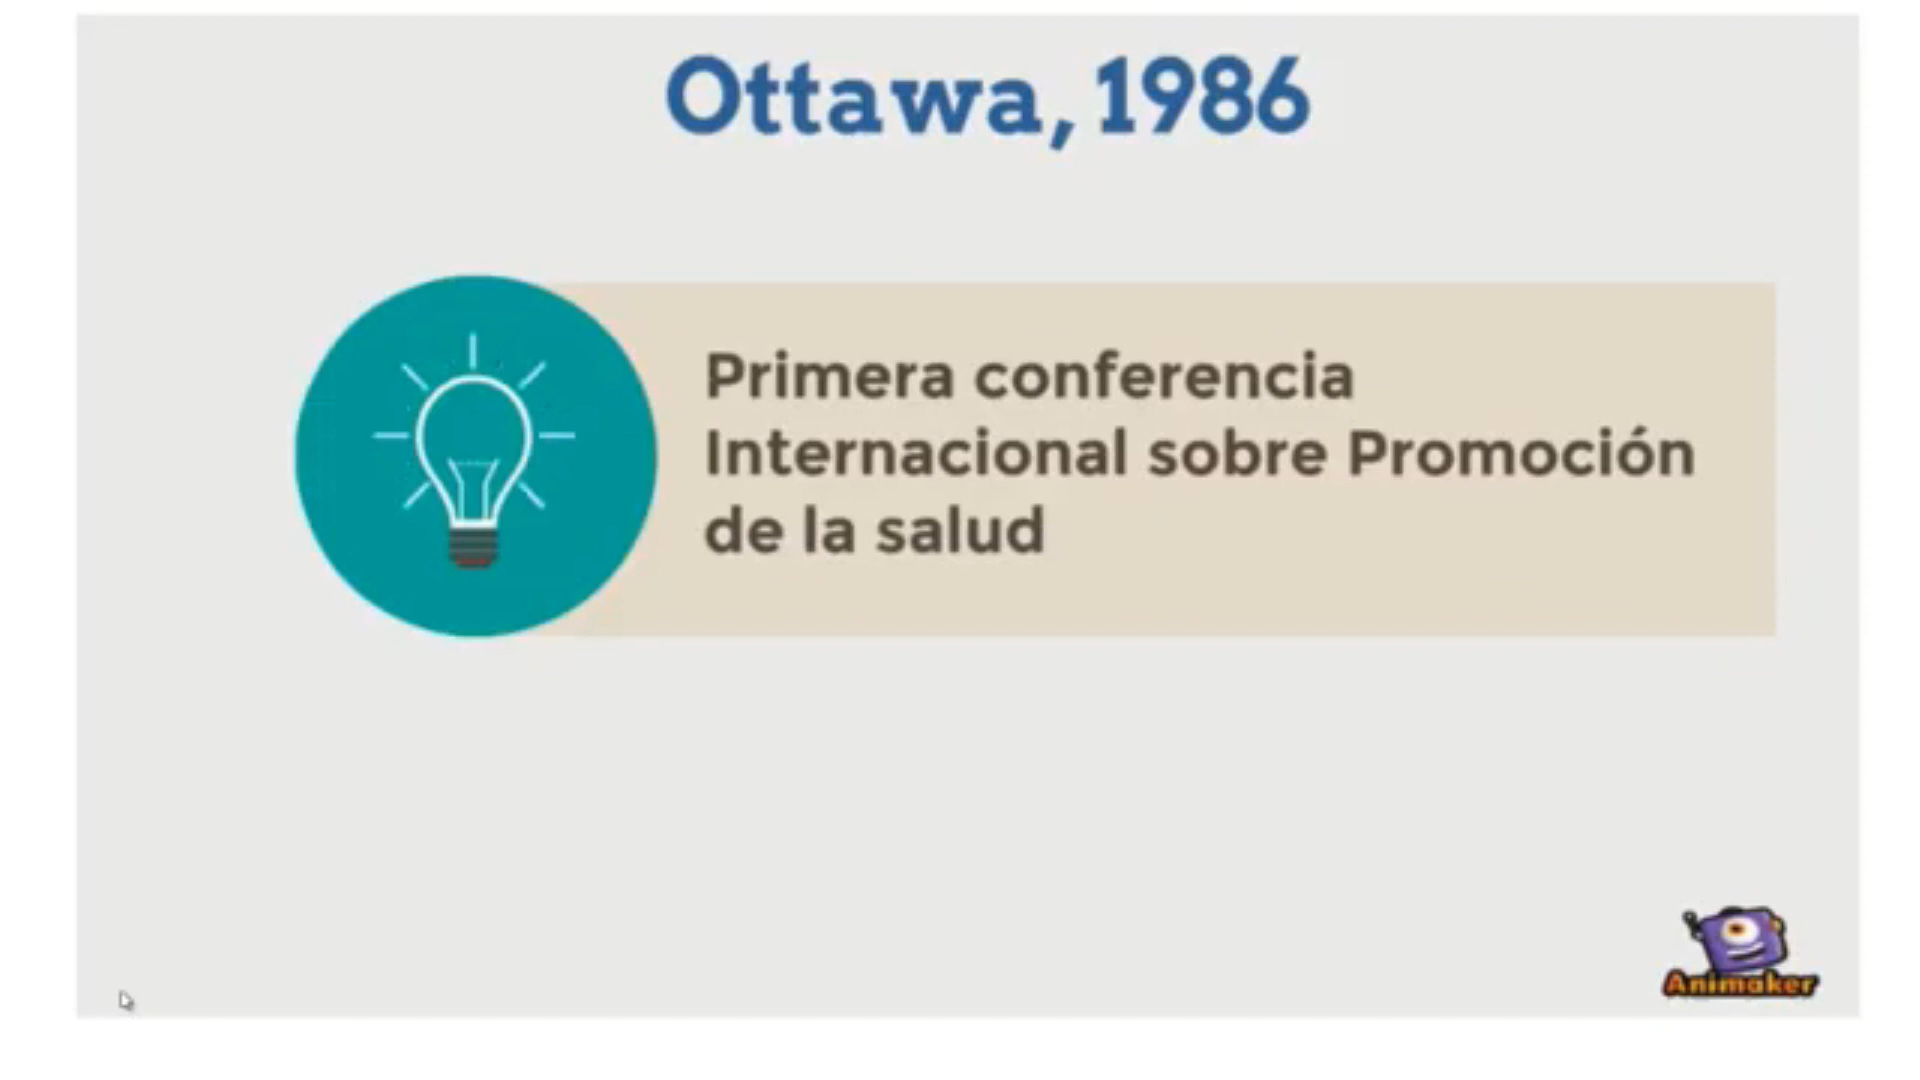 Ottawa, 1986
Primera conferencia
Internacional sobre Promoción
de la salud
Animaker